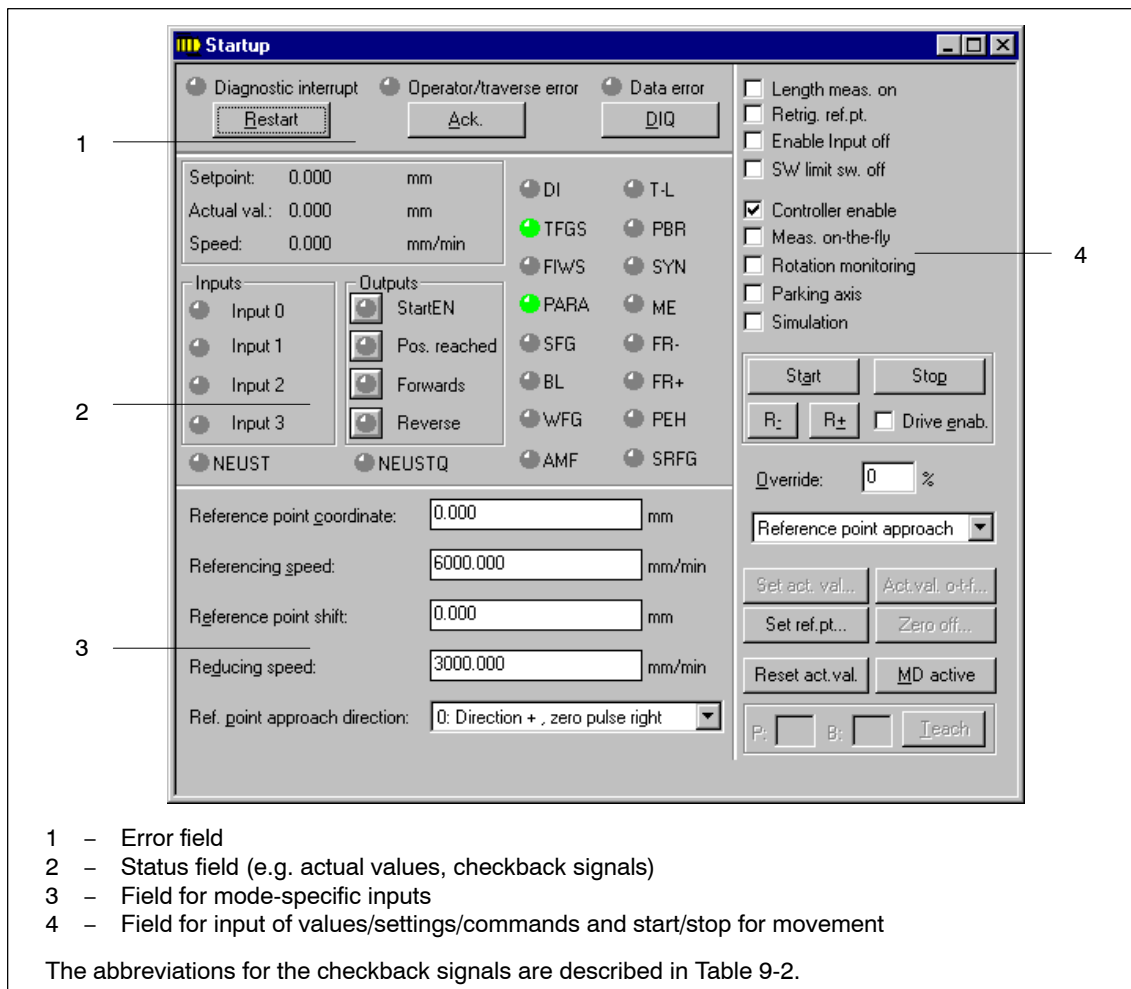 Startup
Diagnostic interrupt Operator/traverse error Data error
Restart Ack. DIQ
1
Setpoint: 0.000 mm
Actual val.: 0.000 mm
Speed: 0.000 mm/min
DI T-L
TFGS PBR
FIWS SYN
PARA ME
SFG FR-
BL FR+
WFG PEH
AMF SRFG
Inputs
Input 0
Input 1
Input 2
Input 3
Outputs
StartEN
Pos. reached
Forwards
Reverse
2
NEUST NEUSTQ
Reference point coordinate: 0.000 mm
Referencing speed: 6000.000 mm/min
Reference point shift: 0.000 mm
3
Reducing speed: 3000.000 mm/min
Ref. point approach direction: 0: Direction + , zero pulse right
Length meas. on
Retrig. ref.pt.
Enable Input off
SW limit sw. off
Controller enable
Meas. on-the-fly
4
Rotation monitoring
Parking axis
Simulation
Start Stop
R- R+ Drive enab.
Override: 0 %
Reference point approach
Set act. val... Act.val. o-t-f...
Set ref.pt... Zero off...
Reset act.val. MD active
P: B: Teach
1 – Error field
2 – Status field (e.g. actual values, checkback signals)
3 – Field for mode-specific inputs
4 – Field for input of values/settings/commands and start/stop for movement
The abbreviations for the checkback signals are described in Table 9-2.